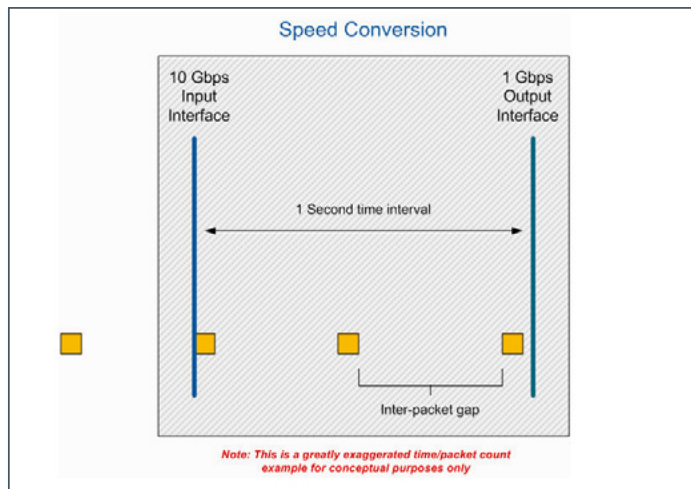 Speed Conversion
10 Gbps
Input
Interface
1 Gbps
Output
Interface
1 Second time interval
Inter-packet gap
Note: This is a greatly exaggerated time/packet count
example for conceptual purposes only